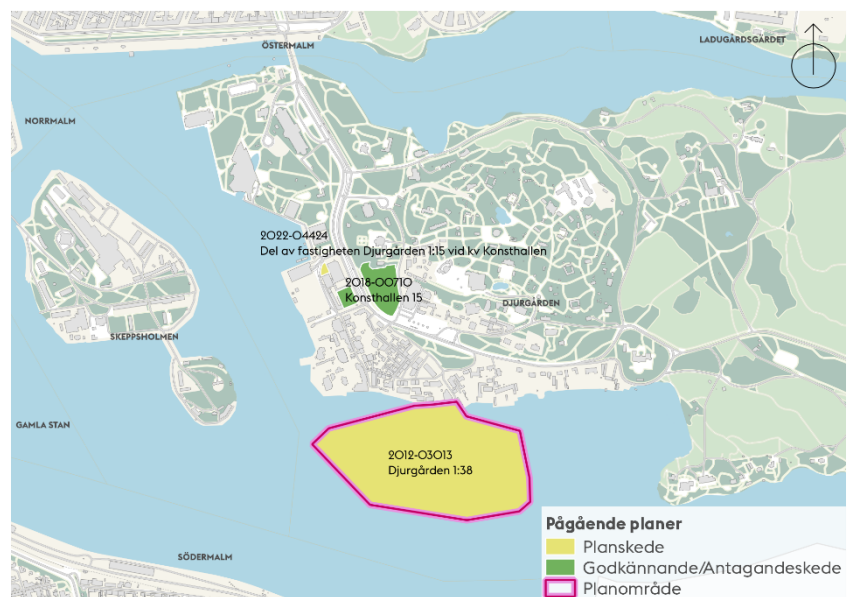 ÖSTERMALM
LADUGÅRDSGÄRDET
NORRMALM
2022-04424
Del av fastigheten Djurgården 1:15 vid kv Konsthallen
2018-00710
Konsthallen 15
DJURGÅRDEN
SKEPPSHOLMEN
GAMLA STAN
2012-03013
Djurgården 1:38
SÖDERMALM
Pågående planer
Planskede
Godkännande/Antagandeskede
Planområde